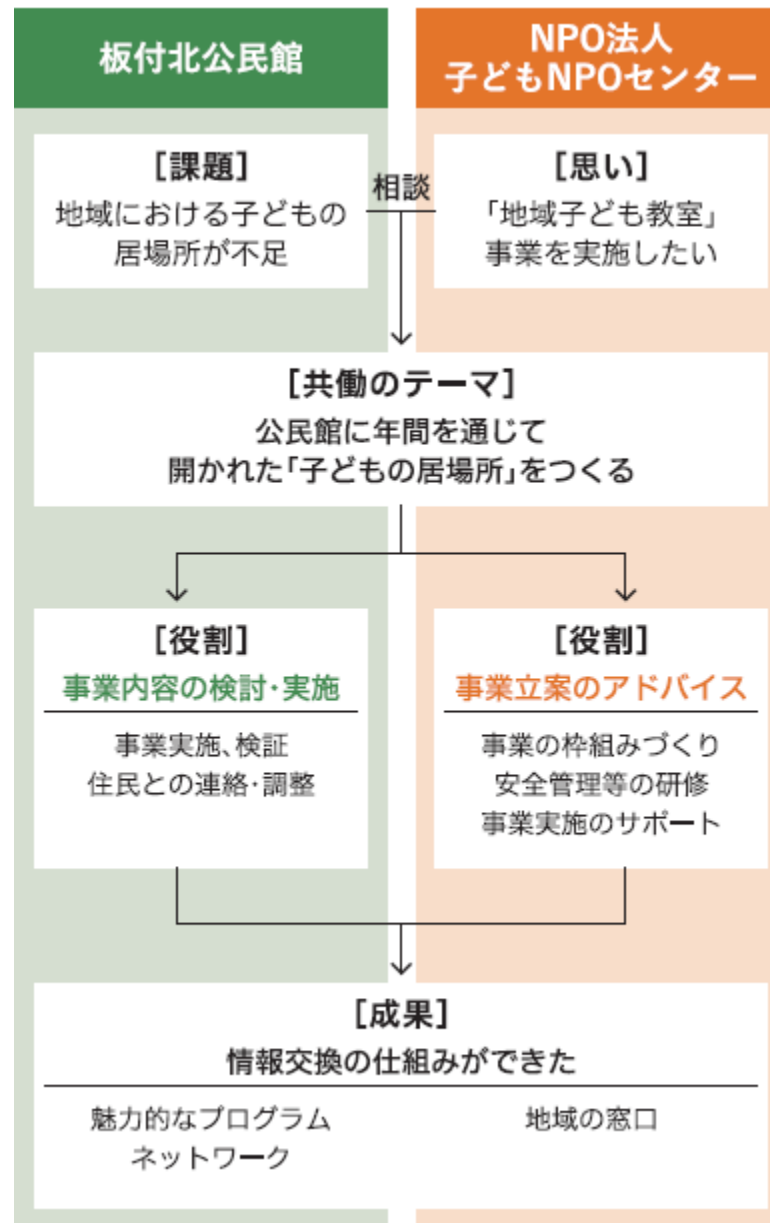 板付北公民館
NPO法人
子どもNPOセンター
［課題］
地域における子どもの
居場所が不足
相談
［思い］
「地域子ども教室」
事業を実施したい
［共働のテーマ］
公民館に年間を通じて
開かれた「子どもの居場所」をつくる
［役割］
事業内容の検討・実施
事業実施、検証
住民との連絡・調整
［役割］
事業立案のアドバイス
事業の枠組みづくり
安全管理等の研修
事業実施のサポート
［成果］
情報交換の仕組みができた
魅力的なプログラム
ネットワーク
地域の窓口